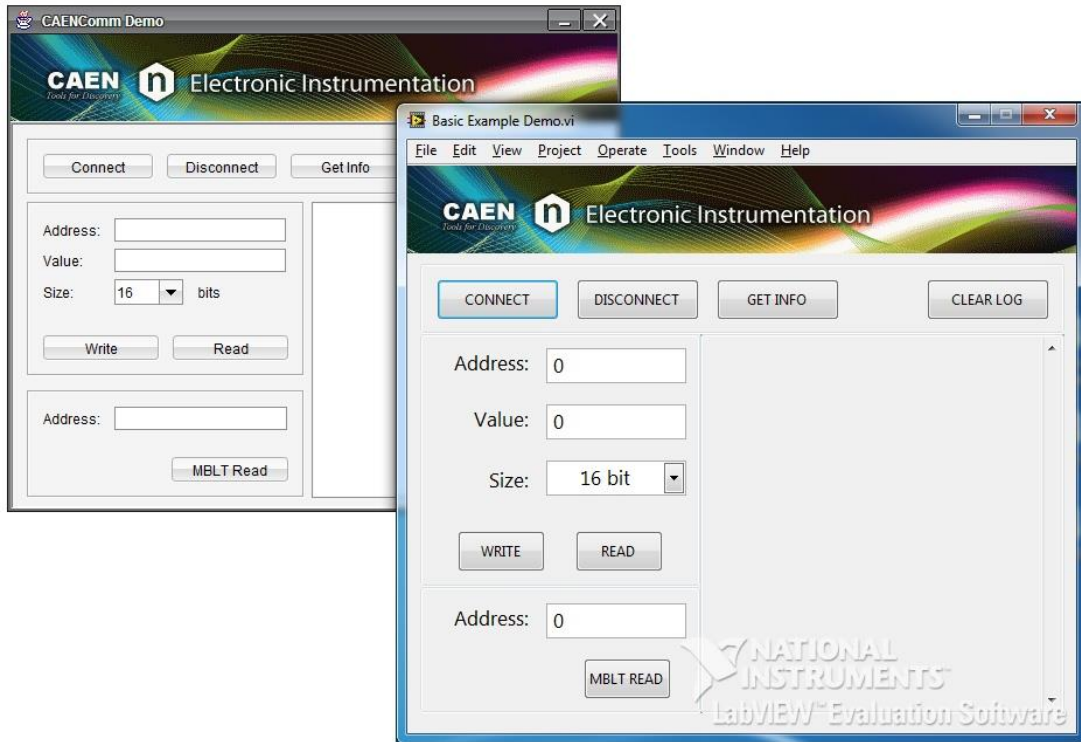 CAENComm Demo
CAEN n Electronic Instrumentation
Tools for Discovery
Connect Disconnect Get Info
Address:
Value:
Size: 16 bits
Write Read
Address:
MBLT Read
Basic Example Demo.vi
File Edit View Project Operate Tools Window Help
CAEN n Electronic Instrumentation
Tools for Discovery
CONNECT DISCONNECT GET INFO CLEAR LOG
Address: 0
Value: 0
Size: 16 bit
WRITE READ
Address: 0
MBLT READ
NATIONAL
INSTRUMENTS™
LabVIEW™ Evaluation Software